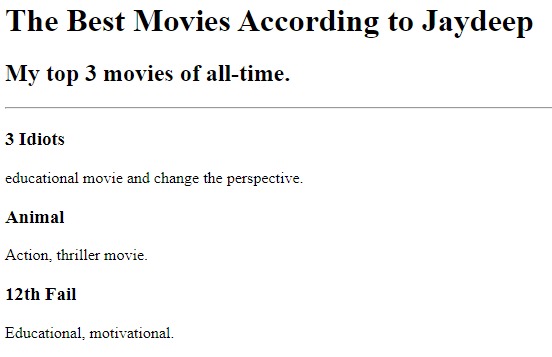 The Best Movies According to Jaydeep
My top 3 movies of all-time.
3 Idiots
educational movie and change the perspective.
Animal
Action, thriller movie.
12th Fail
Educational, motivational.